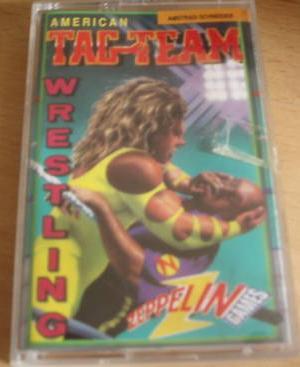 AMERICAN
AMSTRAD SCHNEIDER
TAG-TEAM
WRESTLING
N
ZEPPELIN
GAMES